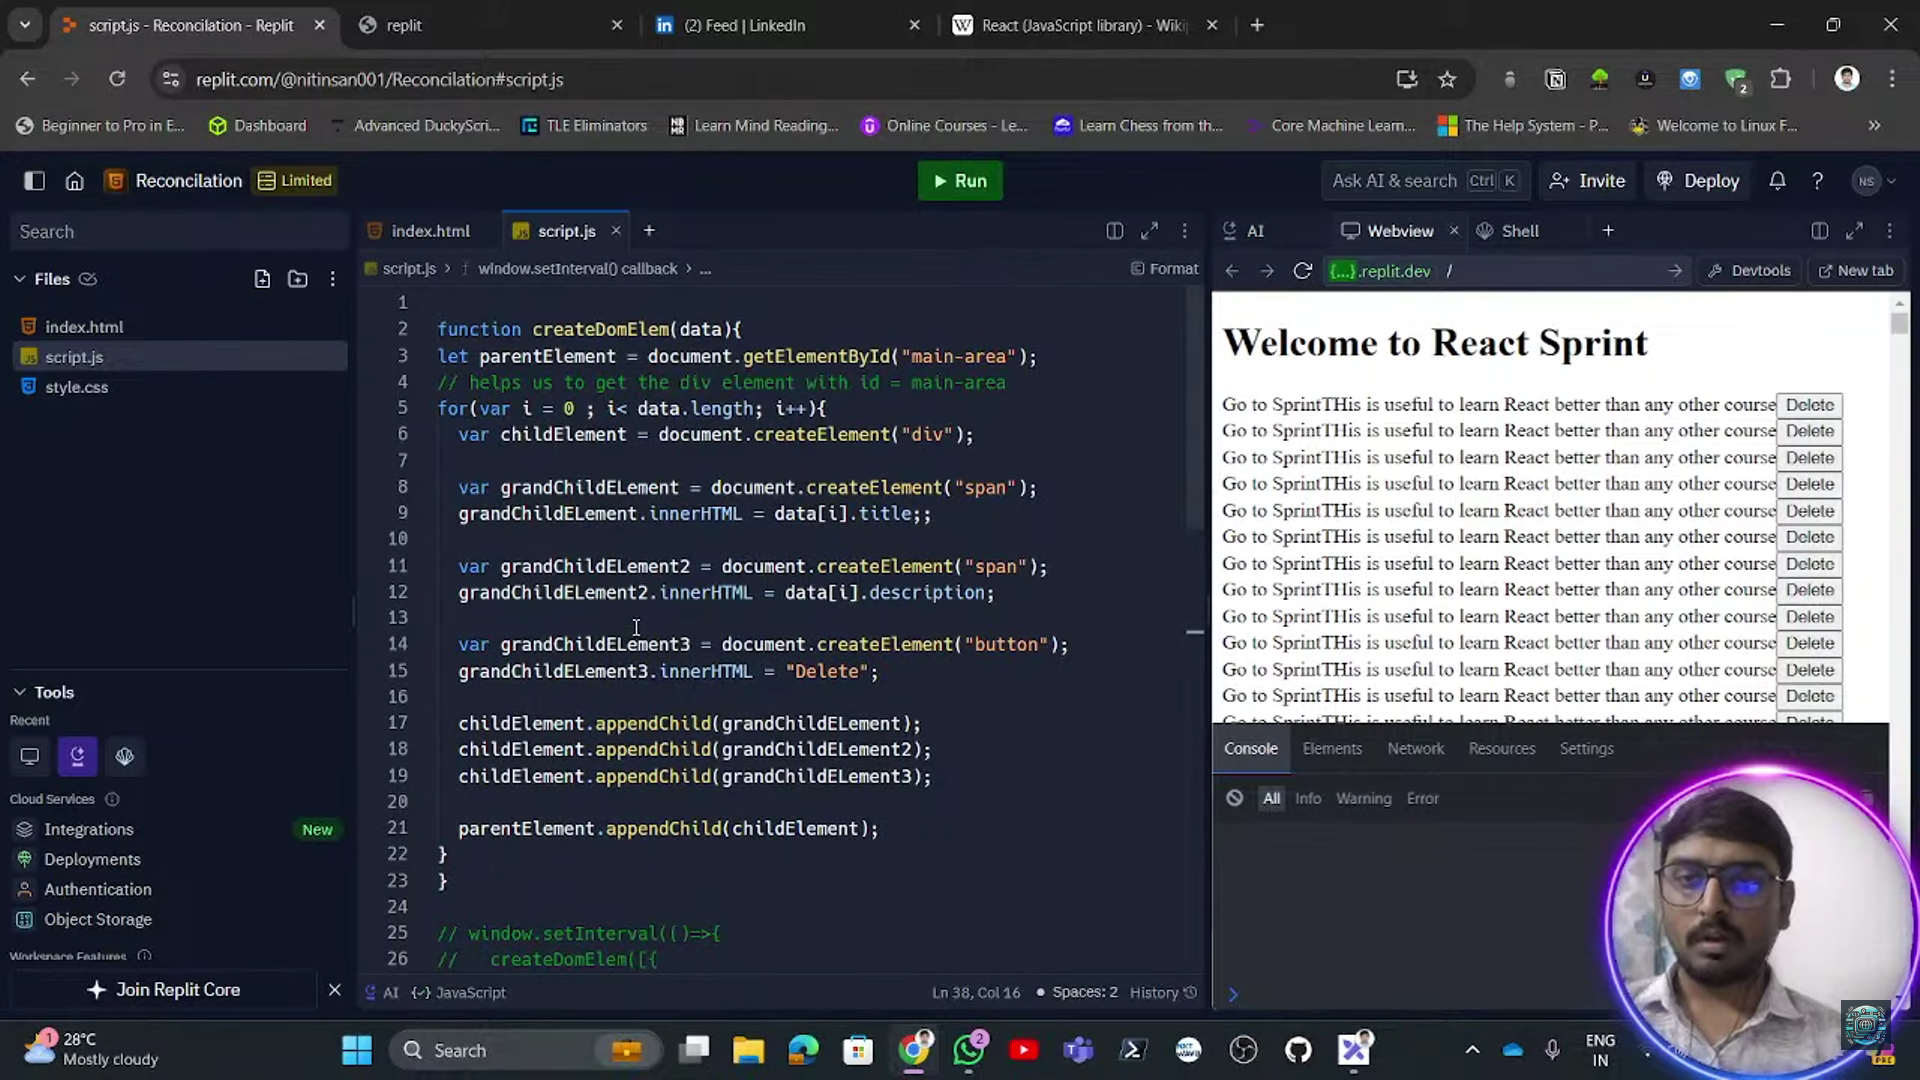 script.js - Reconcilation - Replit
replit
(2) Feed | LinkedIn
React (JavaScript library) - Wiki
replit.com/@nitinsan001/Reconcilation#script.js
2
Beginner to Pro in E...
Dashboard
Advanced DuckyScri...
TLE Eliminators
Learn Mind Reading...
Online Courses - Le...
Learn Chess from th...
Core Machine Learn...
The Help System - P...
Welcome to Linux F...
Reconcilation
Limited
Run
Ask AI & search Ctrl K
Invite
Deploy
NS
Search
Files
index.html
script.js
style.css
Tools
Recent
Cloud Services
Integrations
New
Deployments
Authentication
Object Storage
Workspace Features
Join Replit Core
index.html
script.js
script.js > window.setInterval() callback > ...
Format
1
2 function createDomElem(data){
3 let parentElement = document.getElementById("main-area");
4 // helps us to get the div element with id = main-area
5 for(var i = 0 ; i< data.length; i++){
6 var childElement = document.createElement("div");
7
8 var grandChildELement = document.createElement("span");
9 grandChildELement.innerHTML = data[i].title;;
10
11 var grandChildELement2 = document.createElement("span");
12 grandChildELement2.innerHTML = data[i].description;
13
14 var grandChildELement3 = document.createElement("button");
15 grandChildELement3.innerHTML = "Delete";
16
17 childElement.appendChild(grandChildELement);
18 childElement.appendChild(grandChildELement2);
19 childElement.appendChild(grandChildELement3);
20
21 parentElement.appendChild(childElement);
22 }
23 }
24
25 // window.setInterval(()=>{
26 // createDomElem([{
AI {} JavaScript
Ln 38, Col 16 • Spaces: 2 History
AI
Webview
Shell
{...}.replit.dev /
Devtools
New tab
Welcome to React Sprint
Go to SprintTHis is useful to learn React better than any other course Delete
Go to SprintTHis is useful to learn React better than any other course Delete
Go to SprintTHis is useful to learn React better than any other course Delete
Go to SprintTHis is useful to learn React better than any other course Delete
Go to SprintTHis is useful to learn React better than any other course Delete
Go to SprintTHis is useful to learn React better than any other course Delete
Go to SprintTHis is useful to learn React better than any other course Delete
Go to SprintTHis is useful to learn React better than any other course Delete
Go to SprintTHis is useful to learn React better than any other course Delete
Go to SprintTHis is useful to learn React better than any other course Delete
Go to SprintTHis is useful to learn React better than any other course Delete
Go to SprintTHis is useful to learn React better than any other course Delete
Go to SprintTHis is useful to learn React better than any other course Delete
Console
Elements
Network
Resources
Settings
All
Info
Warning
Error
1
28°C
Mostly cloudy
Search
2
ENG
IN